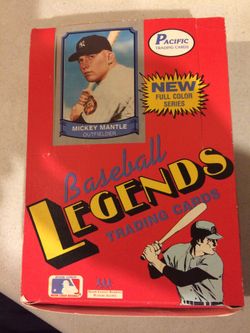 PACIFIC
TRADING CARDS
MICKEY MANTLE
OUTFIELDER
NEW
FULL COLOR
SERIES
Baseball
LEGENDS
TRADING CARDS